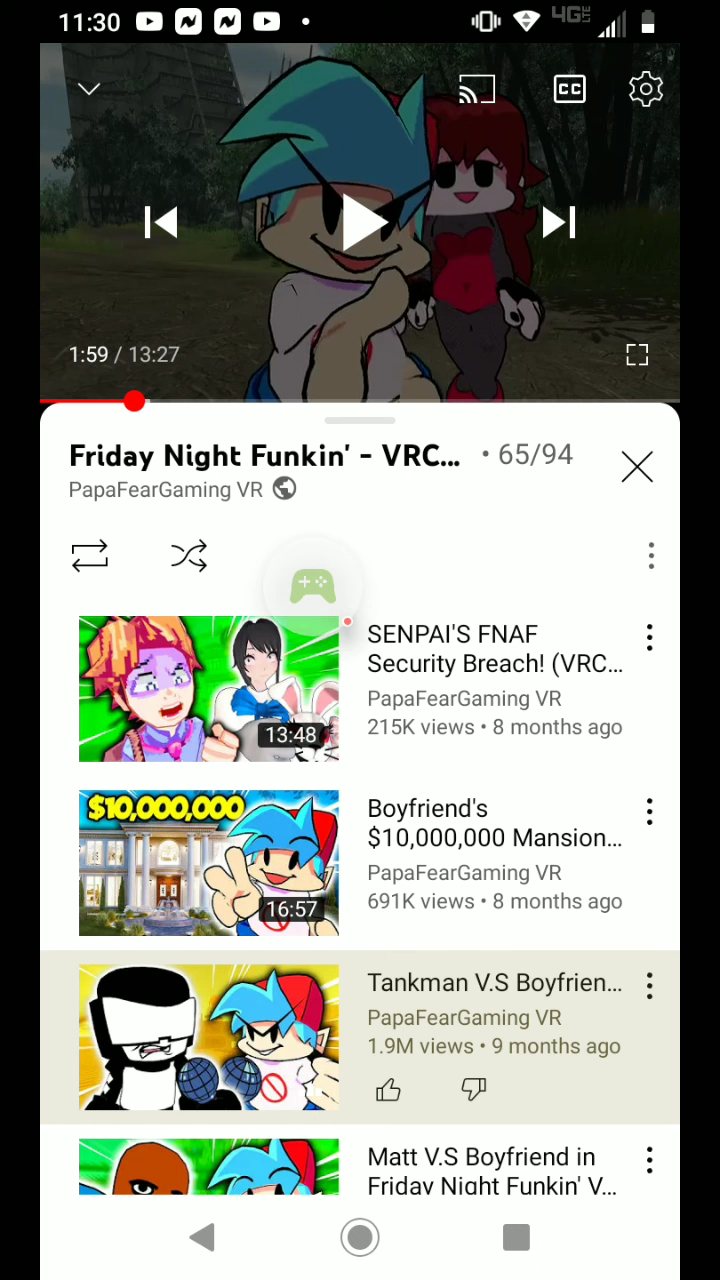 11:30
4G LTE
CC
1:59 / 13:27
Friday Night Funkin' - VRC... • 65/94
PapaFearGaming VR
SENPAI'S FNAF
Security Breach! (VRC...
PapaFearGaming VR
215K views • 8 months ago
13:48
$10,000,000
Boyfriend's
$10,000,000 Mansion...
PapaFearGaming VR
691K views • 8 months ago
16:57
Tankman V.S Boyfrien...
PapaFearGaming VR
1.9M views • 9 months ago
Matt V.S Boyfriend in
Friday Night Funkin' V...